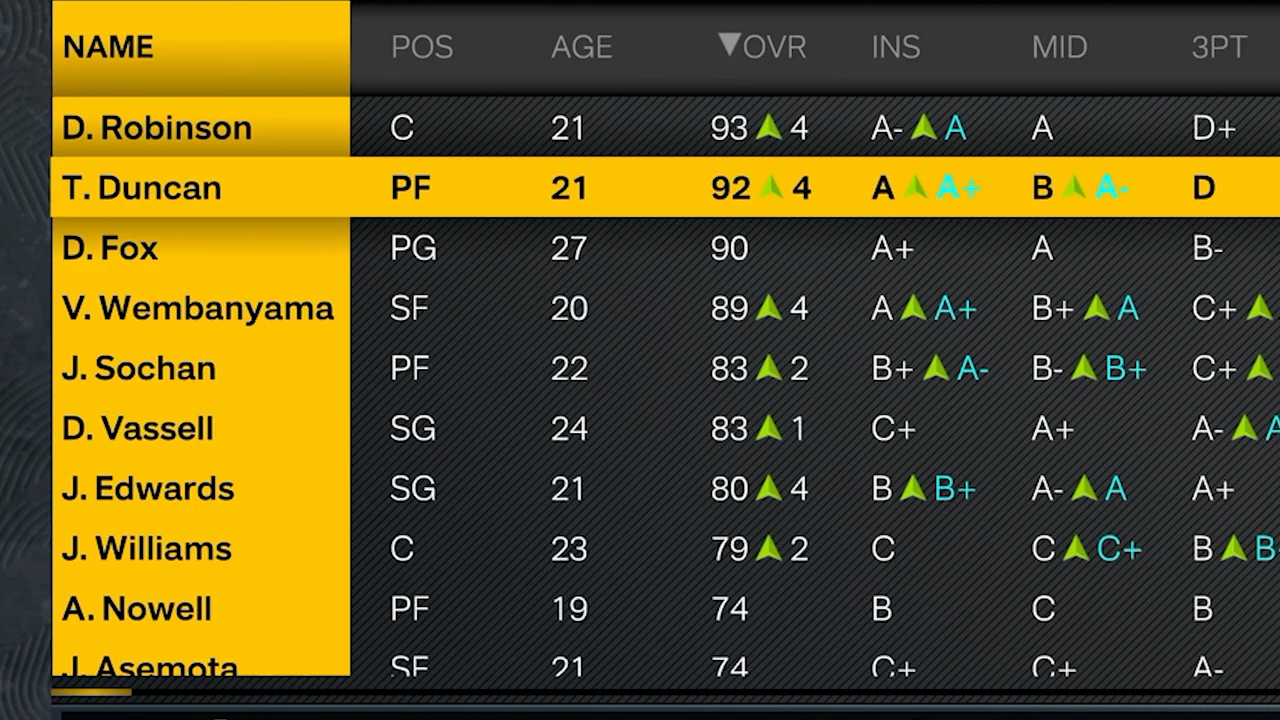 NAME POS AGE ▼OVR INS MID 3PT
D. Robinson C 21 93 ▲ 4 A- ▲ A A D+
T. Duncan PF 21 92 ▲ 4 A ▲ A+ B ▲ A- D
D. Fox PG 27 90 A+ A B-
V. Wembanyama SF 20 89 ▲ 4 A ▲ A+ B+ ▲ A C+ ▲
J. Sochan PF 22 83 ▲ 2 B+ ▲ A- B- ▲ B+ C+ ▲
D. Vassell SG 24 83 ▲ 1 C+ A+ A- ▲ A
J. Edwards SG 21 80 ▲ 4 B ▲ B+ A- ▲ A A+
J. Williams C 23 79 ▲ 2 C C ▲ C+ B ▲ B-
A. Nowell PF 19 74 B C B
J. Asemota SF 21 74 C+ C+ A-